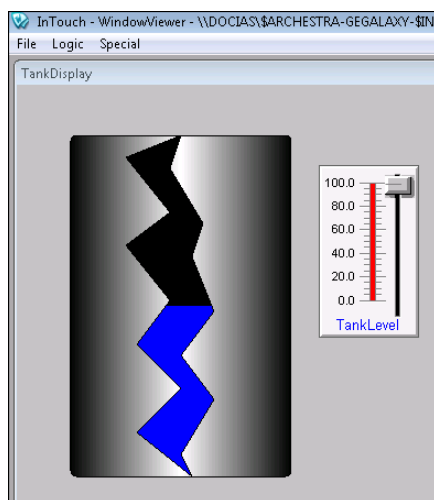 InTouch - WindowViewer - \\DOCIAS\$ARCHESTRA-GEGALAXY-$IN
File Logic Special
TankDisplay
100.0
80.0
60.0
40.0
20.0
0.0
TankLevel